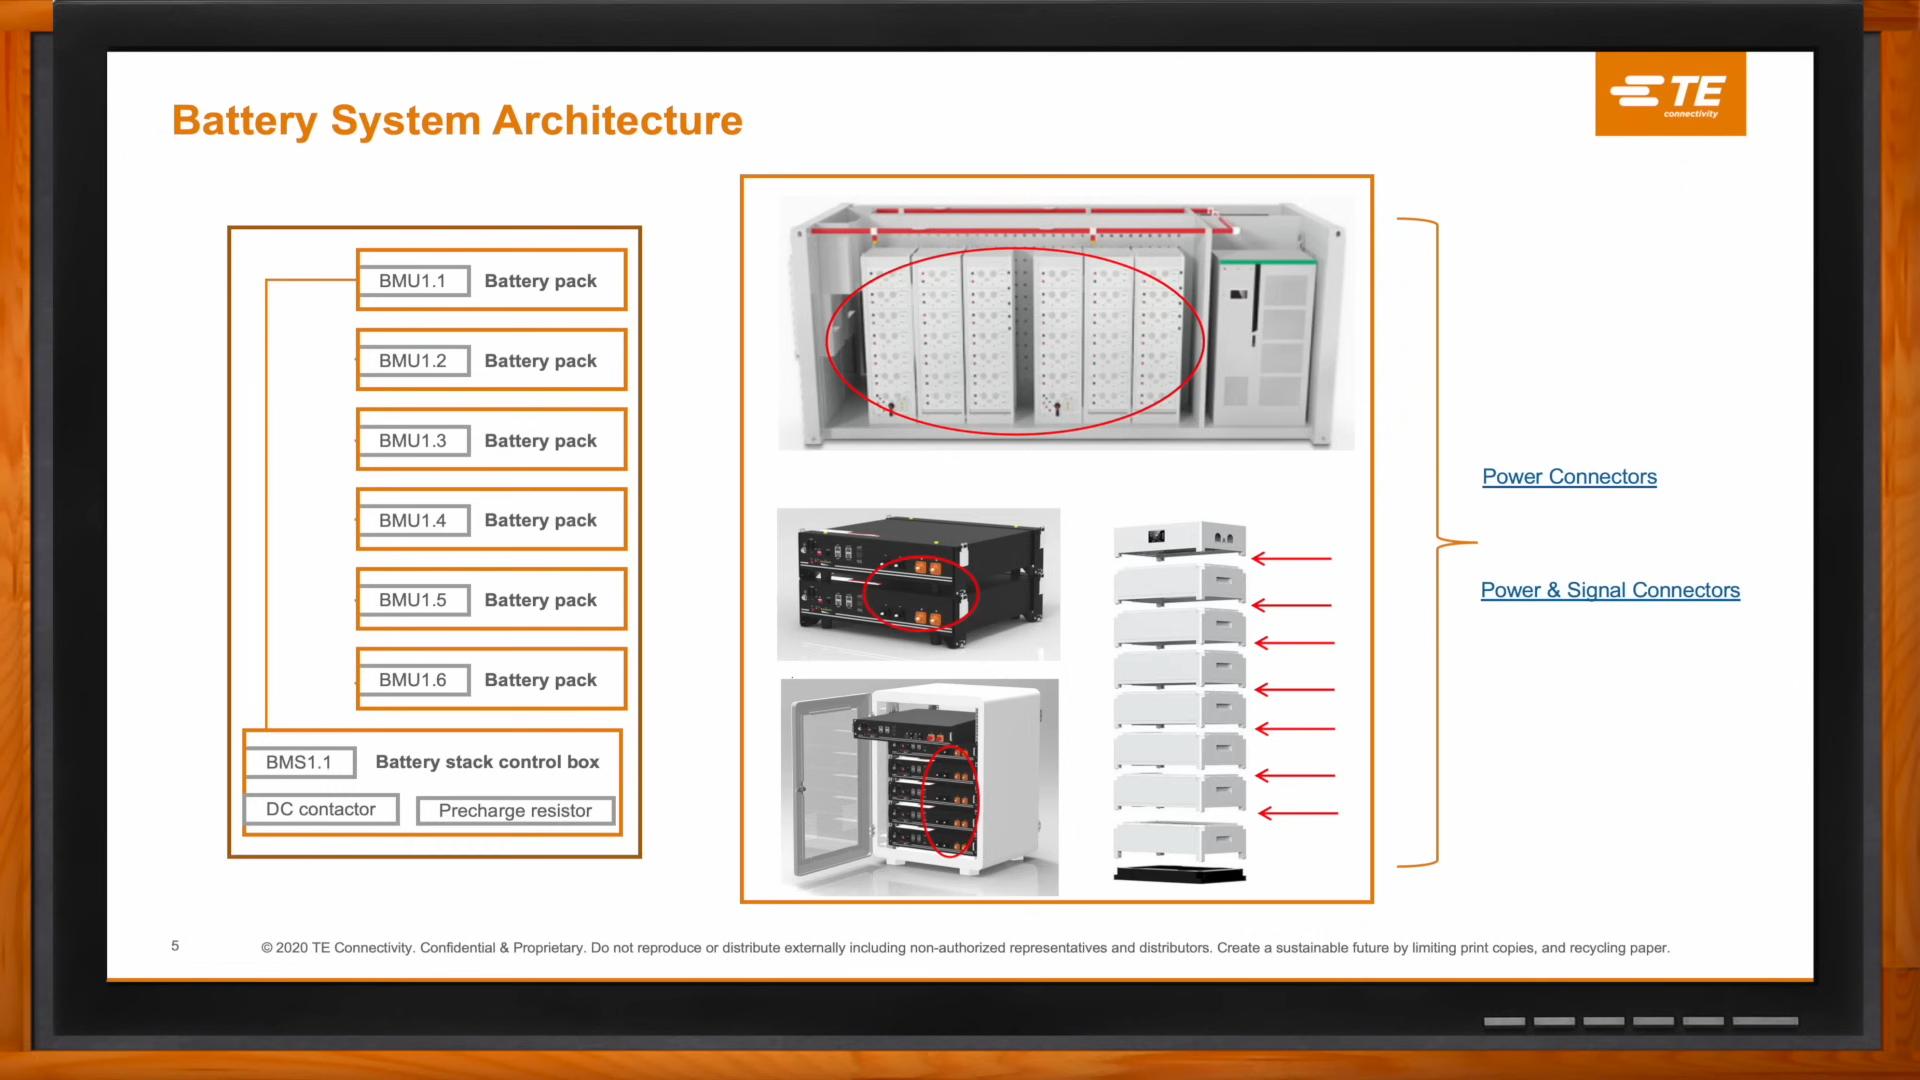 Battery System Architecture
TE
connectivity
BMU1.1 Battery pack
BMU1.2 Battery pack
BMU1.3 Battery pack
BMU1.4 Battery pack
BMU1.5 Battery pack
BMU1.6 Battery pack
BMS1.1 Battery stack control box
DC contactor Precharge resistor
Power Connectors
Power & Signal Connectors
5 © 2020 TE Connectivity. Confidential & Proprietary. Do not reproduce or distribute externally including non-authorized representatives and distributors. Create a sustainable future by limiting print copies, and recycling paper.